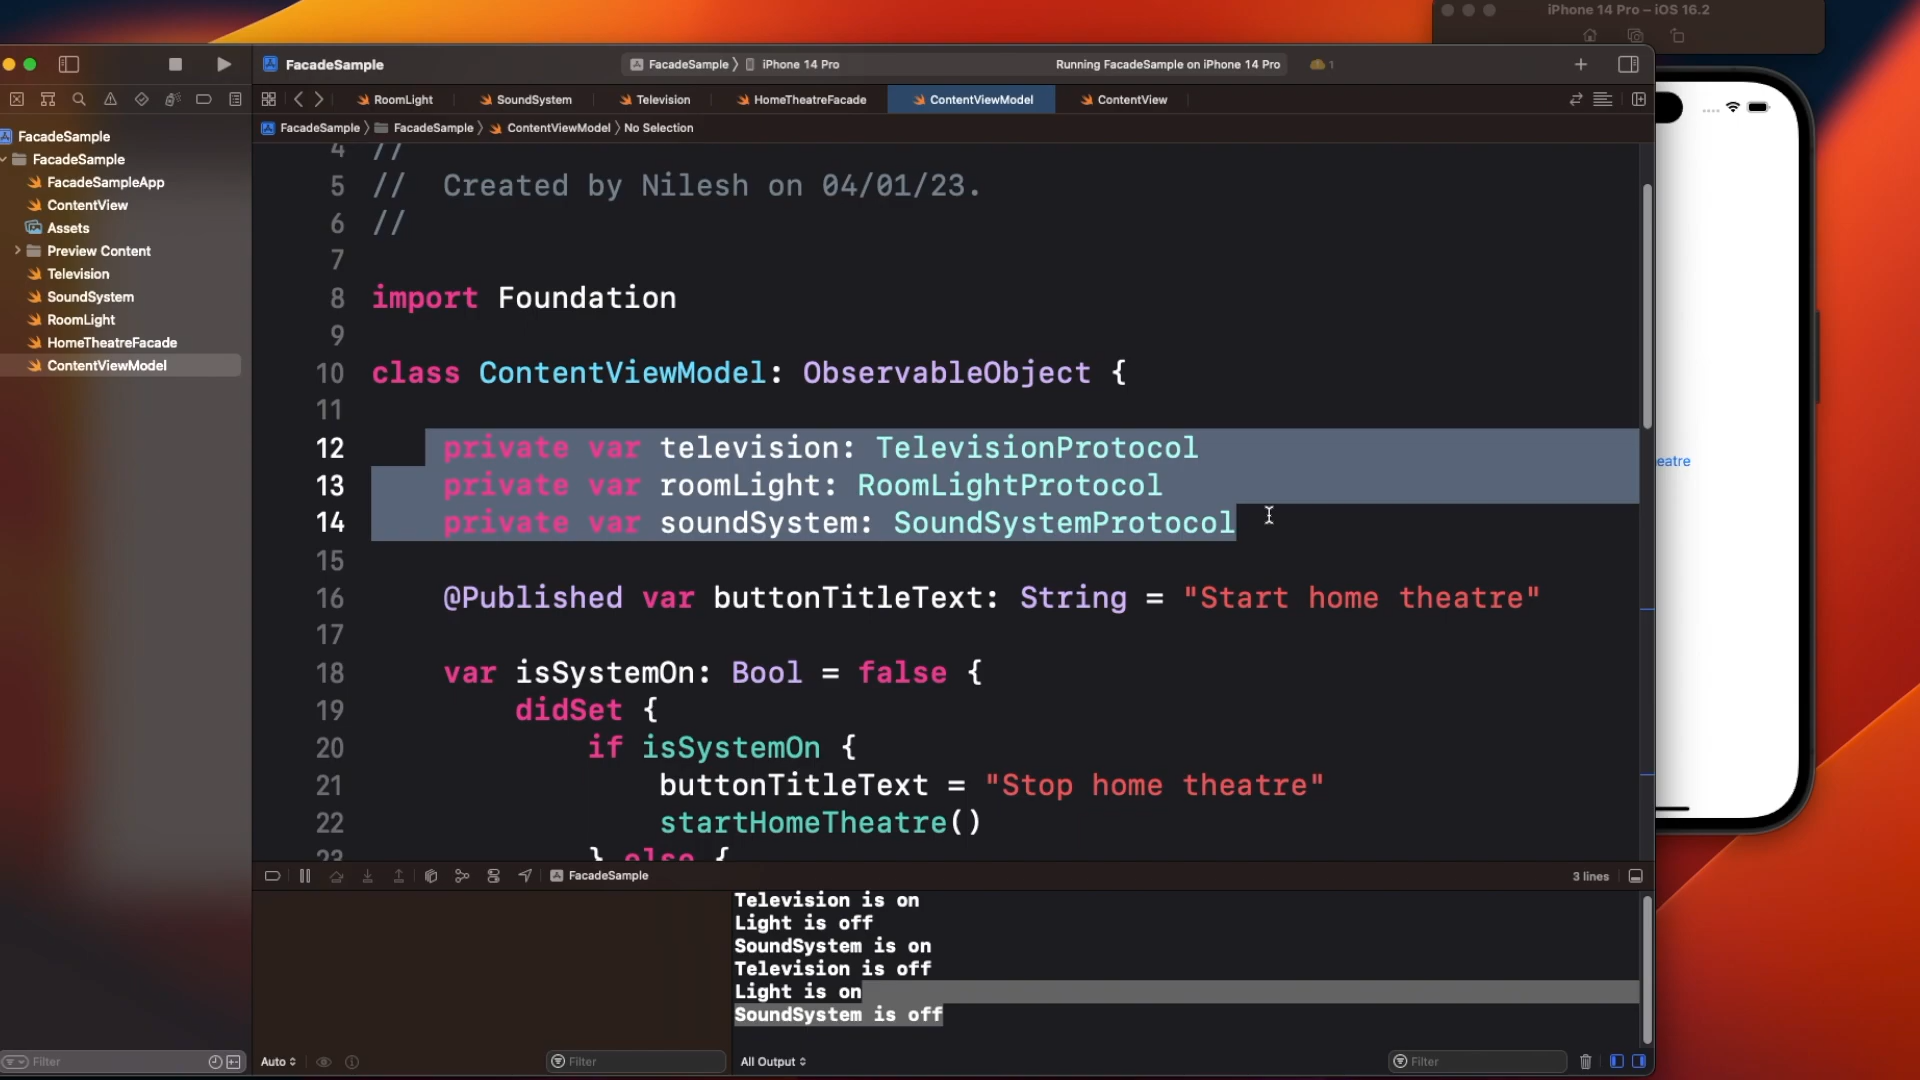 iPhone 14 Pro – iOS 16.2
FacadeSample
FacadeSample
iPhone 14 Pro
Running FacadeSample on iPhone 14 Pro
1
RoomLight
SoundSystem
Television
HomeTheatreFacade
ContentViewModel
ContentView
FacadeSample
FacadeSample
ContentViewModel
No Selection
FacadeSample
FacadeSample
FacadeSampleApp
ContentView
Assets
Preview Content
Television
SoundSystem
RoomLight
HomeTheatreFacade
ContentViewModel
4 //
5 // Created by Nilesh on 04/01/23.
6 //
7
8 import Foundation
9
10 class ContentViewModel: ObservableObject {
11
12 private var television: TelevisionProtocol
13 private var roomLight: RoomLightProtocol
14 private var soundSystem: SoundSystemProtocol
15
16 @Published var buttonTitleText: String = "Start home theatre"
17
18 var isSystemOn: Bool = false {
19 didSet {
20 if isSystemOn {
21 buttonTitleText = "Stop home theatre"
22 startHomeTheatre()
23 } else {
eatre
FacadeSample
3 lines
Television is on
Light is off
SoundSystem is on
Television is off
Light is on
SoundSystem is off
Filter
Auto
Filter
All Output
Filter